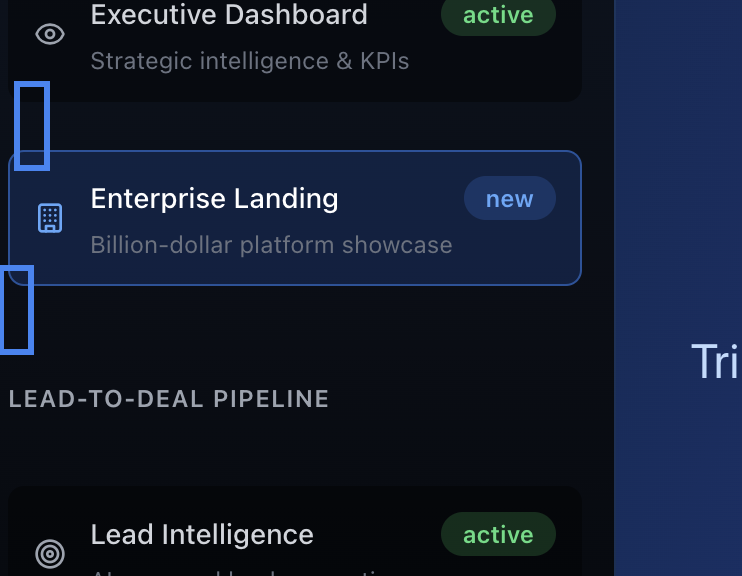 Executive Dashboard
active
Strategic intelligence & KPIs
Enterprise Landing
new
Billion-dollar platform showcase
Tri
LEAD-TO-DEAL PIPELINE
Lead Intelligence
active